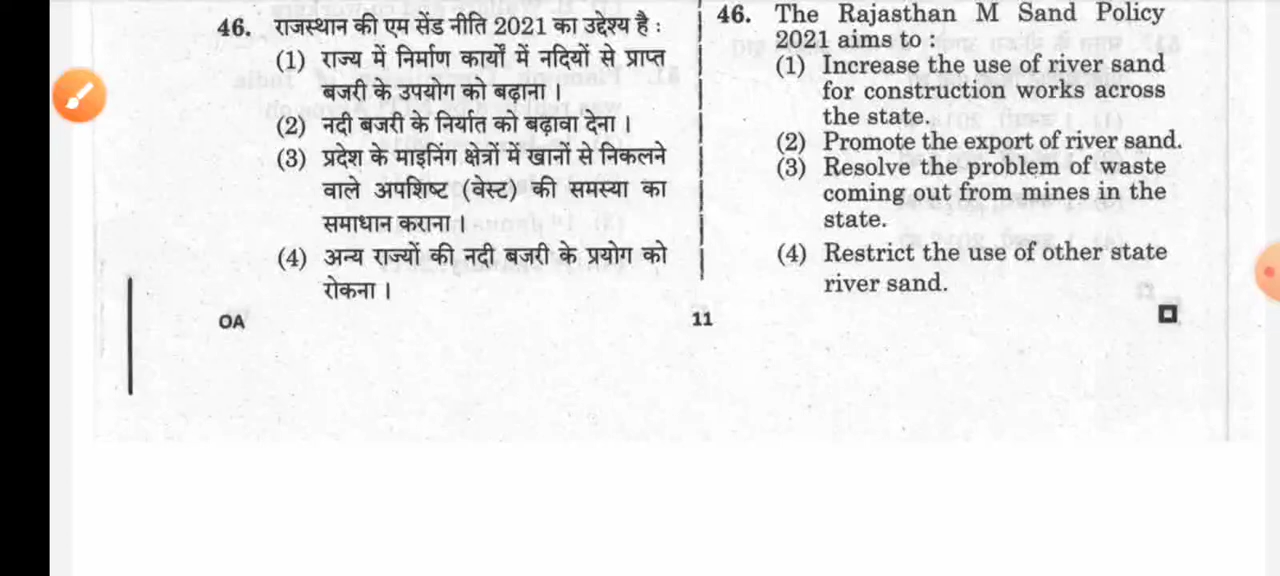 46. राजस्थान की एम सेंड नीति 2021 का उद्देश्य है :
(1) राज्य में निर्माण कार्यों में नदियों से प्राप्त
बजरी के उपयोग को बढ़ाना ।
(2) नदी बजरी के निर्यात को बढ़ावा देना ।
(3) प्रदेश के माइनिंग क्षेत्रों में खानों से निकलने
वाले अपशिष्ट (वेस्ट) की समस्या का
समाधान कराना ।
(4) अन्य राज्यों की नदी बजरी के प्रयोग को
रोकना ।
46. The Rajasthan M Sand Policy
2021 aims to :
(1) Increase the use of river sand
for construction works across
the state.
(2) Promote the export of river sand.
(3) Resolve the problem of waste
coming out from mines in the
state.
(4) Restrict the use of other state
river sand.
OA
11